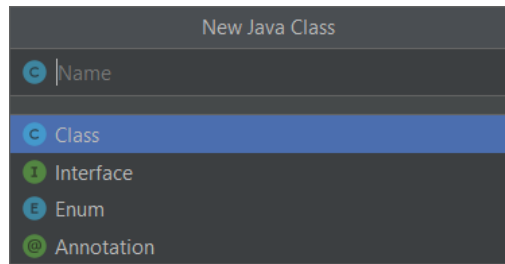 New Java Class
C Name
C Class
I Interface
E Enum
@ Annotation